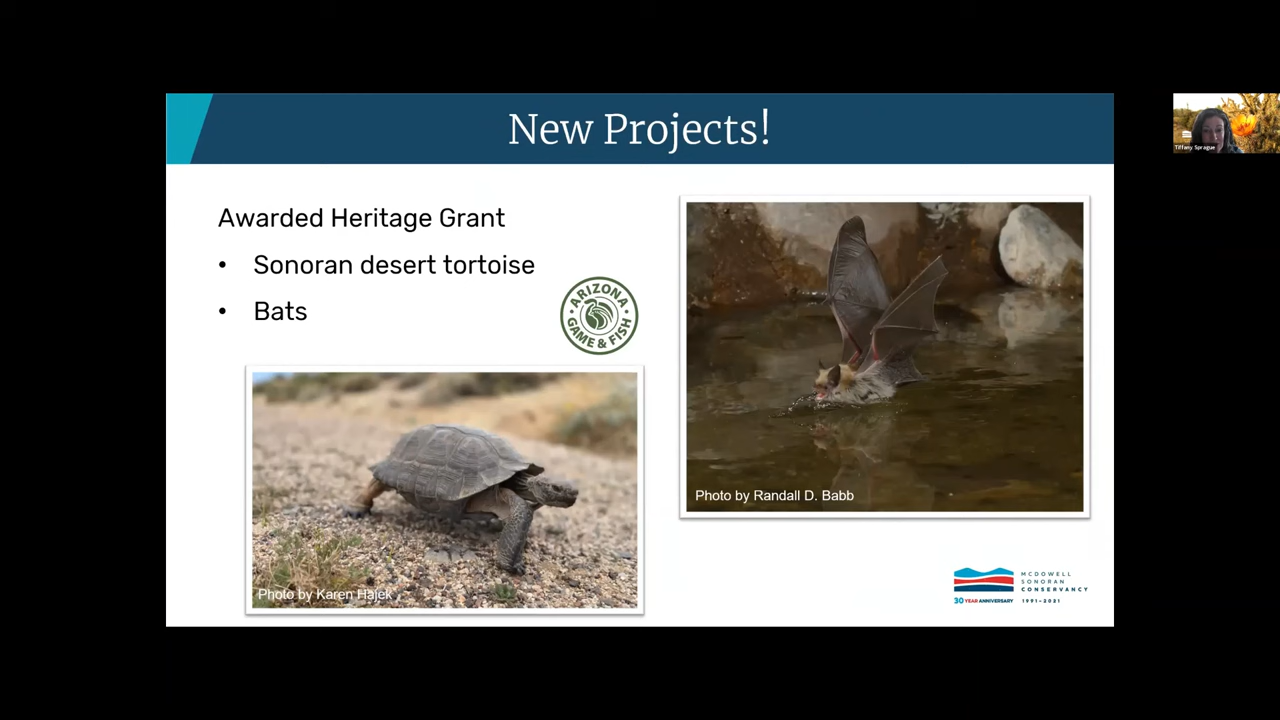 New Projects!
Tiffany Sprague
Awarded Heritage Grant
• Sonoran desert tortoise
• Bats
ARIZONA
GAME & FISH
Photo by Randall D. Babb
Photo by Karen Hajek
MCDOWELL
SONORAN
CONSERVANCY
30 YEAR ANNIVERSARY 1991-2021